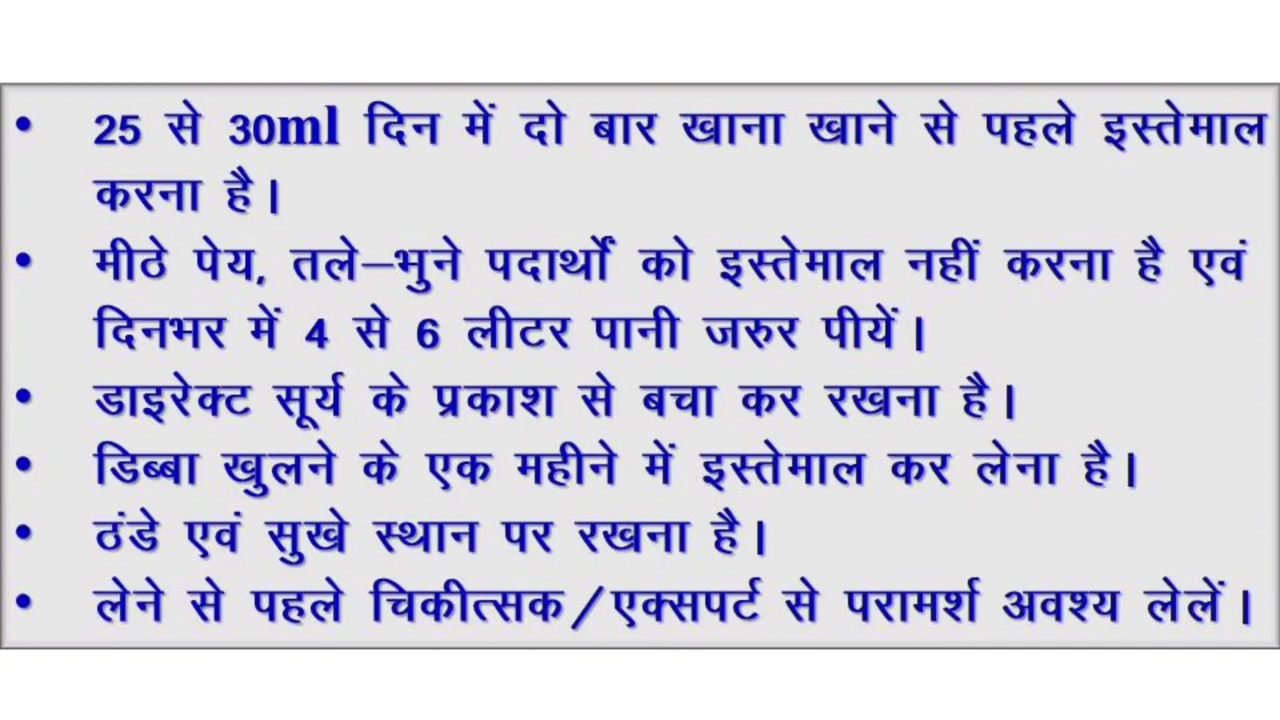 • 25 से 30ml दिन में दो बार खाना खाने से पहले इस्तेमाल
करना है।
• मीठे पेय, तले–भुने पदार्थों को इस्तेमाल नहीं करना है एवं
दिनभर में 4 से 6 लीटर पानी जरुर पीयें।
• डाइरेक्ट सूर्य के प्रकाश से बचा कर रखना है।
• डिब्बा खुलने के एक महीने में इस्तेमाल कर लेना है।
• ठंडे एवं सुखे स्थान पर रखना है।
• लेने से पहले चिकीत्सक/एक्सपर्ट से परामर्श अवश्य लेलें।